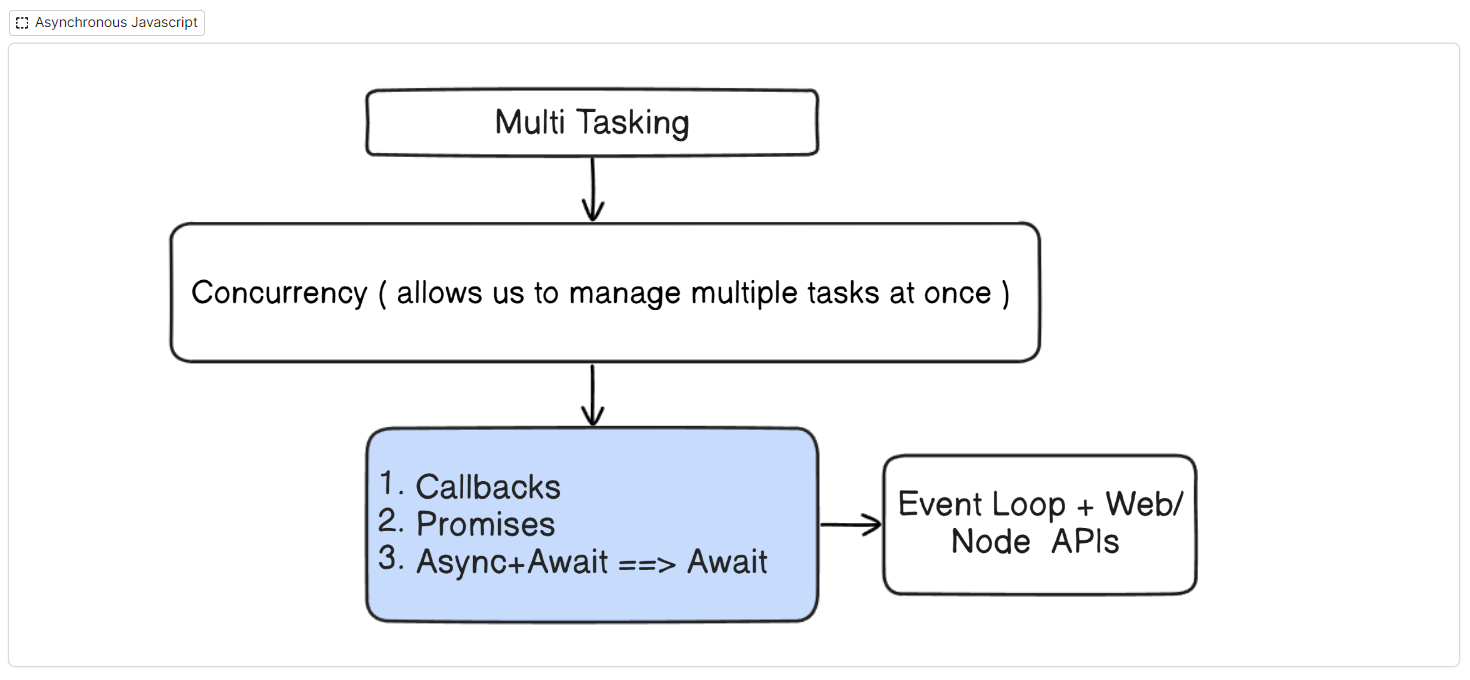 Asynchronous Javascript
Multi Tasking
Concurrency ( allows us to manage multiple tasks at once )
1. Callbacks
2. Promises
3. Async+Await ==> Await
Event Loop + Web/
Node APIs